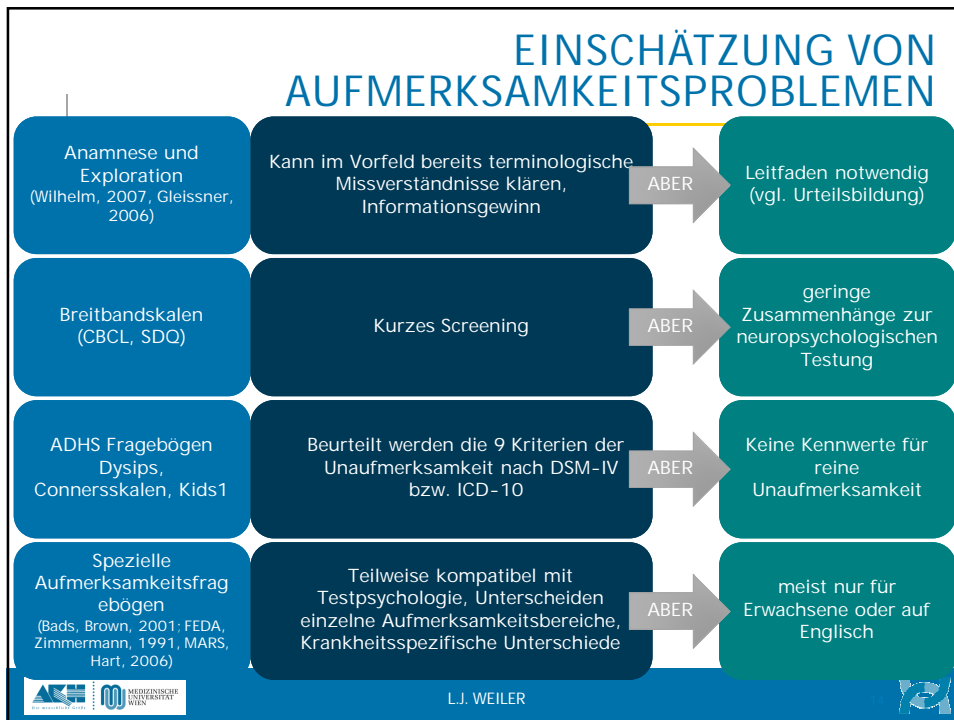 EINSCHÄTZUNG VON
AUFMERKSAMKEITSPROBLEMEN
Anamnese und
Exploration
(Wilhelm, 2007, Gleissner,
2006)
Kann im Vorfeld bereits terminologische
Missverständnisse klären,
Informationsgewinn
ABER
Leitfaden notwendig
(vgl. Urteilsbildung)
Breitbandskalen
(CBCL, SDQ)
Kurzes Screening
ABER
geringe
Zusammenhänge zur
neuropsychologischen
Testung
ADHS Fragebögen
Dysips,
Connersskalen, Kids1
Beurteilt werden die 9 Kriterien der
Unaufmerksamkeit nach DSM-IV
bzw. ICD-10
ABER
Keine Kennwerte für
reine
Unaufmerksamkeit
Spezielle
Aufmerksamkeitsfrag
ebögen
(Bads, Brown, 2001; FEDA,
Zimmermann, 1991, MARS,
Hart, 2006)
Teilweise kompatibel mit
Testpsychologie, Unterscheiden
einzelne Aufmerksamkeitsbereiche,
Krankheitsspezifische Unterschiede
ABER
meist nur für
Erwachsene oder auf
Englisch
AKH
MEDIZINISCHE
UNIVERSITÄT
WIEN
L.J. WEILER